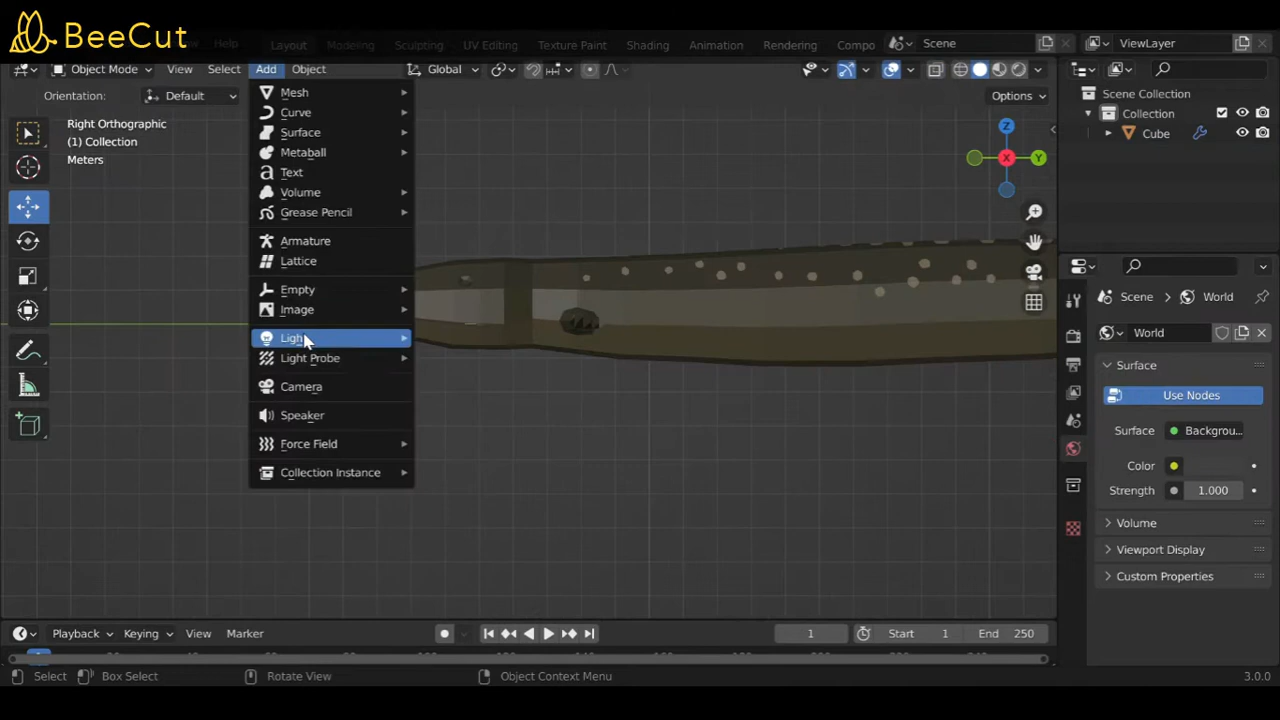 BeeCut
Help
Layout
Modeling
Sculpting
UV Editing
Texture Paint
Shading
Animation
Rendering
Compo
Scene
ViewLayer
Object Mode
View
Select
Add
Object
Global
Orientation:
Default
Options
Right Orthographic
(1) Collection
Meters
Mesh
Curve
Surface
Metaball
Text
Volume
Grease Pencil
Armature
Lattice
Empty
Image
Light Probe
Camera
Speaker
Force Field
Collection Instance
Z
X
Y
Scene Collection
Collection
Cube
Scene
World
World
Surface
Use Nodes
Surface
Backgrou...
Color
Strength
1.000
Volume
Viewport Display
Custom Properties
Playback
Keying
View
Marker
1
Start 1
End 250
Select
Box Select
Rotate View
Object Context Menu
3.0.0